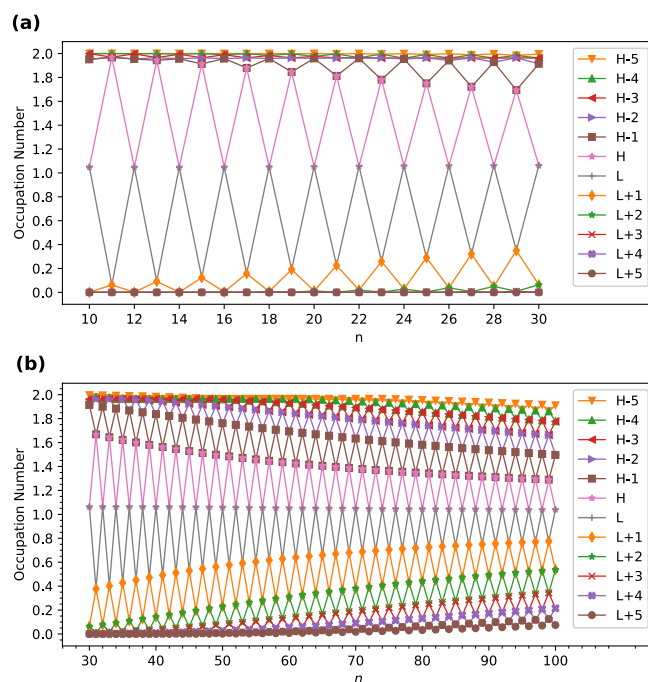 (a)
Occupation Number
2.0
1.8
1.6
1.4
1.2
1.0
0.8
0.6
0.4
0.2
0.0
10 12 14 16 18 20 22 24 26 28 30
n
H-5
H-4
H-3
H-2
H-1
H
L
L+1
L+2
L+3
L+4
L+5
(b)
Occupation Number
2.0
1.8
1.6
1.4
1.2
1.0
0.8
0.6
0.4
0.2
0.0
30 40 50 60 70 80 90 100
n
H-5
H-4
H-3
H-2
H-1
H
L
L+1
L+2
L+3
L+4
L+5